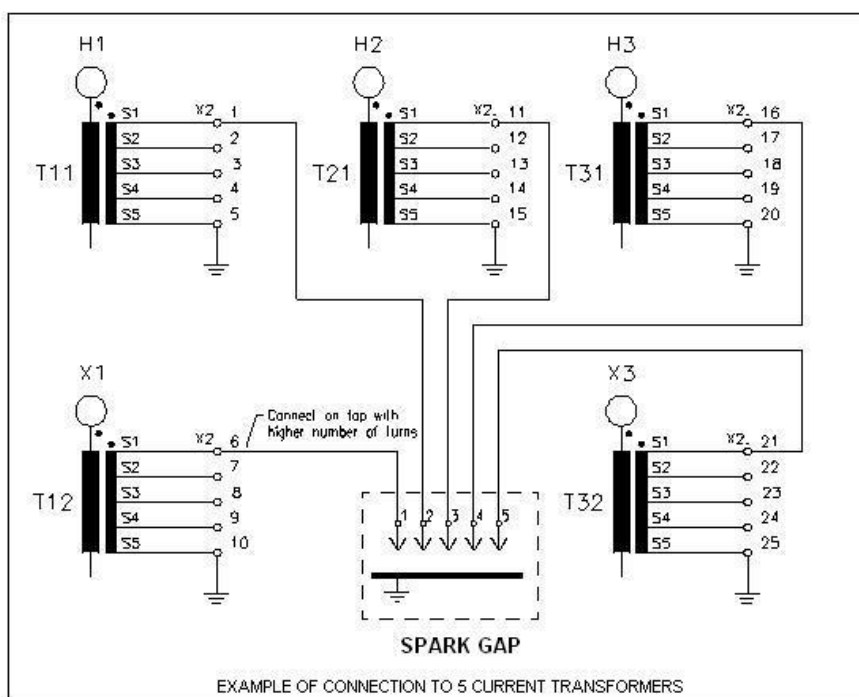 H1 H2 H3
S1 X2 1 S1 X2. 11 S1 X2. 16
S2 2 S2 12 S2 17
T11 S3 3 T21 S3 13 T31 S3 18
S4 4 S4 14 S4 19
S5 5 S5 15 S5 20
X1 X3
Connect on tap with
higher number of turns
S1 X2. 6 S1 X2. 21
S2 7 S2 22
T12 S3 8 T32 S3 23
S4 9 S4 24
S5 10 S5 25
1 2 3 4 5
SPARK GAP
EXAMPLE OF CONNECTION TO 5 CURRENT TRANSFORMERS